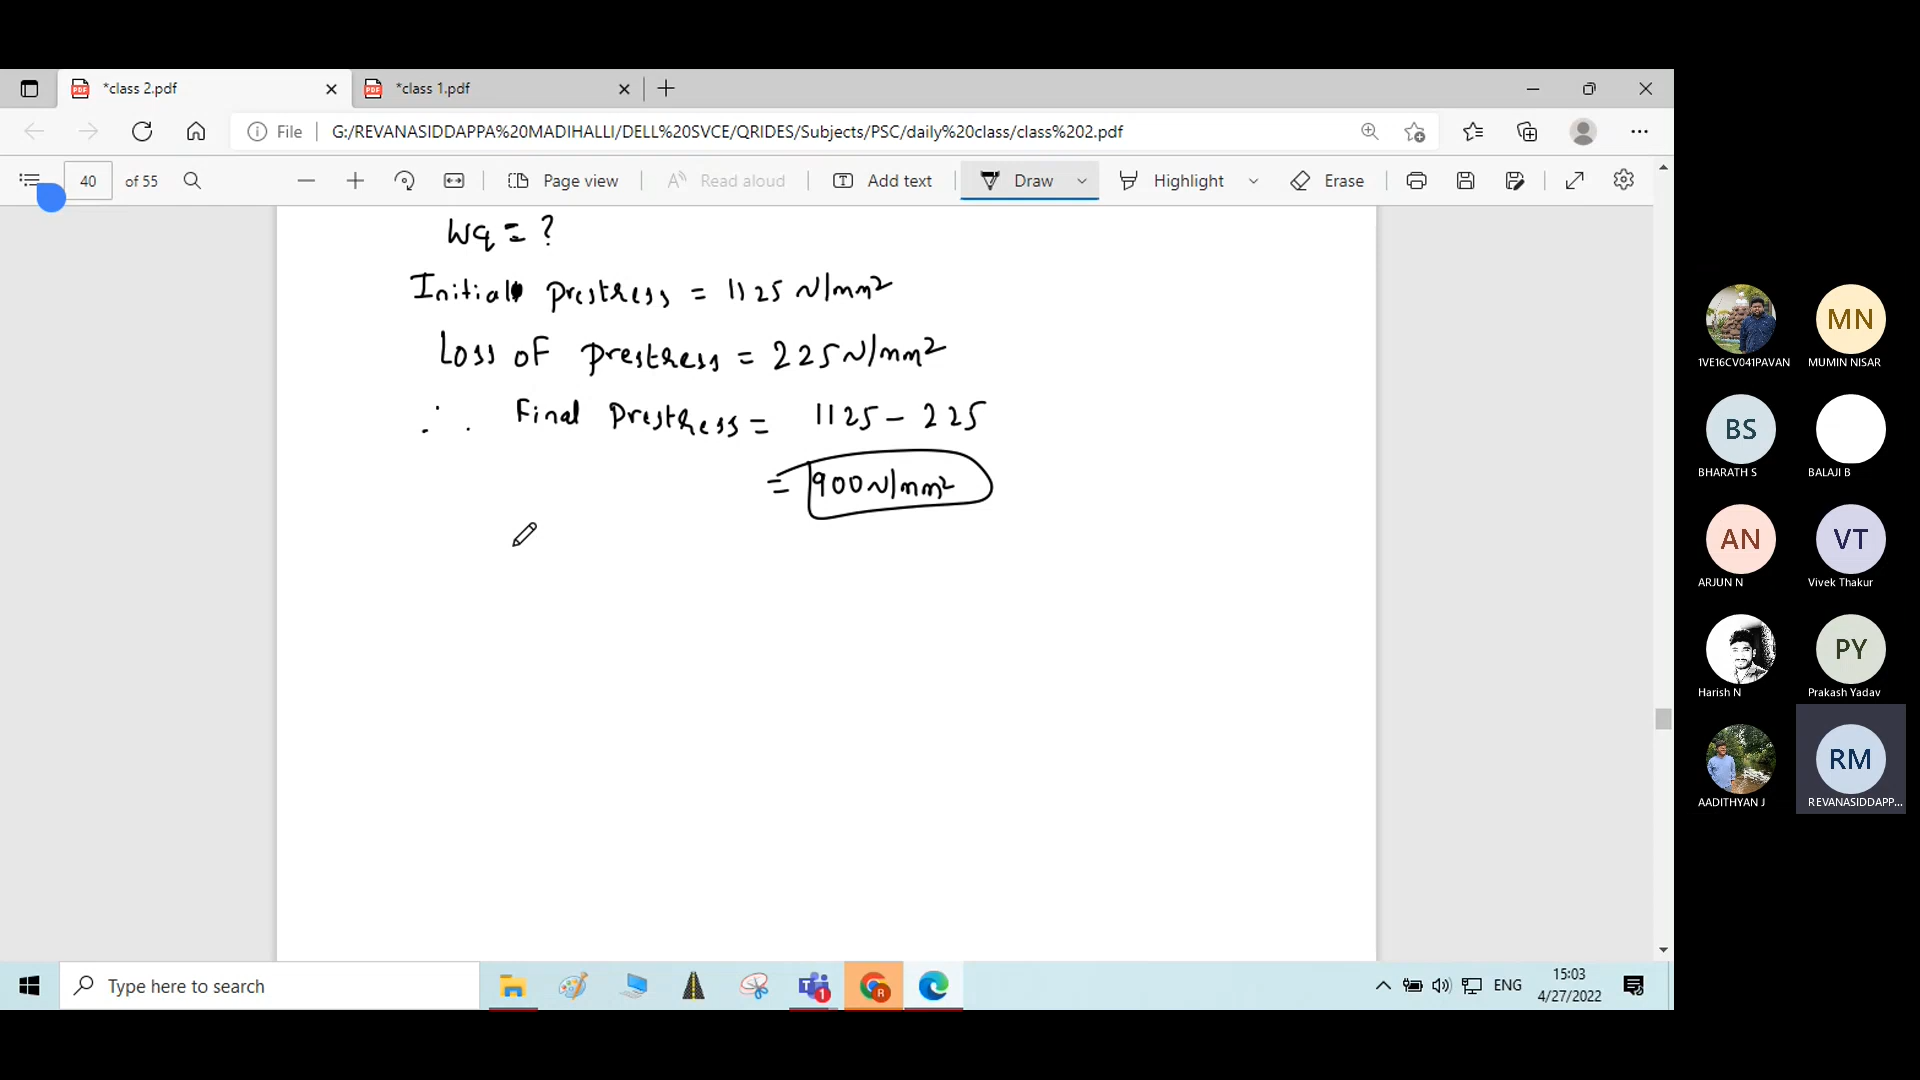 *class 2.pdf
*class 1.pdf
File G:/REVANASIDDAPPA%20MADIHALLI/DELL%20SVCE/QRIDES/Subjects/PSC/daily%20class/class%202.pdf
40 of 55 Page view Read aloud Add text Draw Highlight Erase
Wq = ?
Initial prestress = 1125 N/mm²
Loss of prestress = 225 N/mm²
∴ Final Prestress = 1125 - 225
= 900 N/mm²
1VE16CV041PAVAN
MN
MUMIN NISAR
BS
BHARATH S
BALAJI B
AN
ARJUN N
VT
Vivek Thakur
Harish N
PY
Prakash Yadav
AADITHYAN J
RM
REVANASIDDAPP...
Type here to search
1
R
ENG
15:03
4/27/2022